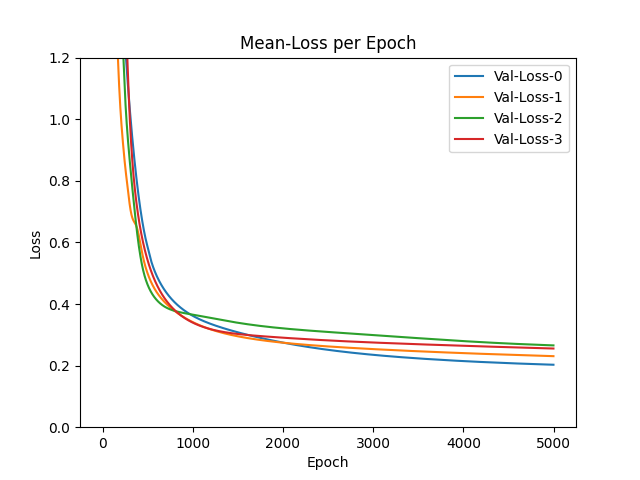 Mean-Loss per Epoch
Val-Loss-0
Val-Loss-1
Val-Loss-2
Val-Loss-3
Loss
1.2
1.0
0.8
0.6
0.4
0.2
0.0
0 1000 2000 3000 4000 5000
Epoch